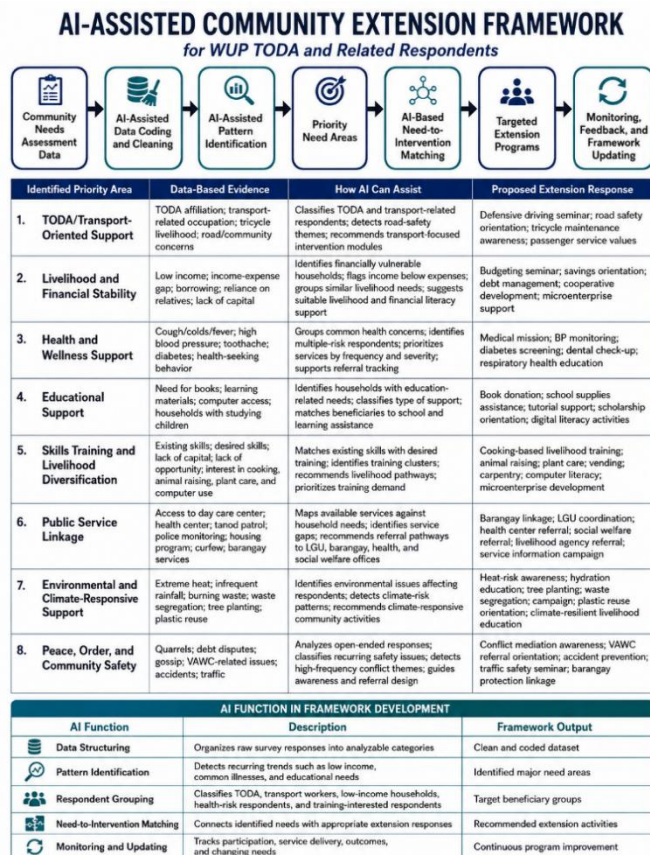 AI-ASSISTED COMMUNITY EXTENSION FRAMEWORK
for WUP TODA and Related Respondents
Community
Needs
Assessment
Data
AI-Assisted
Data Coding
and Cleaning
AI-Assisted
Pattern
Identification
Priority
Need Areas
AI-Based
Need-to-
Intervention
Matching
Targeted
Extension
Programs
Monitoring,
Feedback, and
Framework
Updating
Identified Priority Area
Data-Based Evidence
How AI Can Assist
Proposed Extension Response
1. TODA/Transport-
Oriented Support
TODA affiliation; transport-
related occupation; tricycle
livelihood; road/community
concerns
Classifies TODA and transport-related
respondents; detects road-safety
themes; recommends transport-focused
intervention modules
Defensive driving seminar; road safety
orientation; tricycle maintenance
awareness; passenger service values
2. Livelihood and
Financial Stability
Low income; income-expense
gap; borrowing; reliance on
relatives; lack of capital
Identifies financially vulnerable
households; flags income below expenses;
groups similar livelihood needs; suggests
suitable livelihood and financial literacy
support
Budgeting seminar; savings orientation;
debt management; cooperative
development; microenterprise
support
3. Health and
Wellness Support
Cough/colds/fever; high
blood pressure; toothache;
diabetes; health-seeking
behavior
Groups common health concerns; identifies
multiple-risk respondents; prioritizes
services by frequency and severity;
supports referral tracking
Medical mission; BP monitoring;
diabetes screening; dental check-up;
respiratory health education
4. Educational
Support
Need for books; learning
materials; computer access;
households with studying
children
Identifies households with education-
related needs; classifies type of support;
matches beneficiaries to school and
learning assistance
Book donation; school supplies
assistance; tutorial support; scholarship
orientation; digital literacy activities
5. Skills Training and
Livelihood
Diversification
Existing skills; desired skills;
lack of capital; lack of
opportunity; interest in cooking,
animal raising, plant care, and
computer use
Matches existing skills with desired
training; identifies training clusters;
recommends livelihood pathways;
prioritizes training demand
Cooking-based livelihood training;
animal raising; plant care; vending;
carpentry; computer literacy;
microenterprise development
6. Public Service
Linkage
Access to day care center;
health center; tanod patrol;
police monitoring; housing
program; curfew; barangay
services
Maps available services against
household needs; identifies service
gaps; recommends referral pathways
to LGU, barangay, health, and
social welfare offices
Barangay linkage; LGU coordination;
health center referral; social welfare
referral; livelihood agency referral;
service information campaign
7. Environmental and
Climate-Responsive
Support
Extreme heat; infrequent
rainfall; burning waste; waste
segregation; tree planting;
plastic reuse
Identifies environmental issues affecting
respondents; detects climate-risk
patterns; recommends climate-responsive
community activities
Heat-risk awareness; hydration
education; tree planting; waste
segregation; campaign; plastic reuse
orientation; climate-resilient livelihood
education
8. Peace, Order, and
Community Safety
Quarrels; debt disputes;
gossip; VAWC-related issues;
accidents; traffic
Analyzes open-ended responses;
classifies recurring safety issues; detects
high-frequency conflict themes; guides
awareness and referral design
Conflict mediation awareness; VAWC
referral orientation; accident prevention;
traffic safety seminar; barangay
protection linkage
AI FUNCTION IN FRAMEWORK DEVELOPMENT
AI Function
Description
Framework Output
Data Structuring
Organizes raw survey responses into analyzable categories
Clean and coded dataset
Pattern Identification
Detects recurring trends such as low income,
common illnesses, and educational needs
Identified major need areas
Respondent Grouping
Classifies TODA, transport workers, low-income households,
health-risk respondents, and training-interested respondents
Target beneficiary groups
Need-to-Intervention Matching
Connects identified needs with appropriate extension responses
Recommended extension activities
Monitoring and Updating
Tracks participation, service delivery, outcomes,
and changing needs
Continuous program improvement